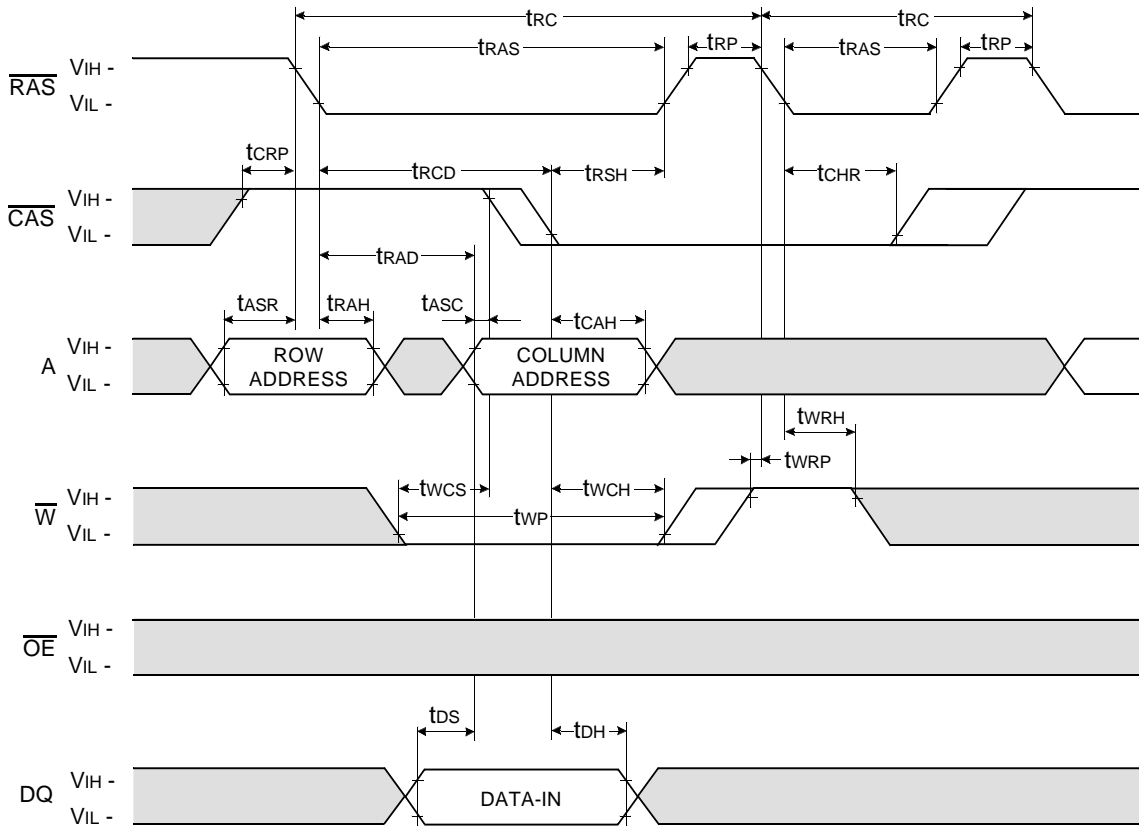 tRC tRC
tRAS tRP tRAS tRP
RAS VIH -
VIL -
tCRP tRCD tRSH tCHR
CAS VIH -
VIL -
tRAD
tASR tRAH tASC tCAH
A VIH -
VIL -
ROW ADDRESS
COLUMN ADDRESS
tWRH
tWRP
tWCS tWCH
tWP
W VIH -
VIL -
OE VIH -
VIL -
tDS tDH
DQ VIH -
VIL -
DATA-IN